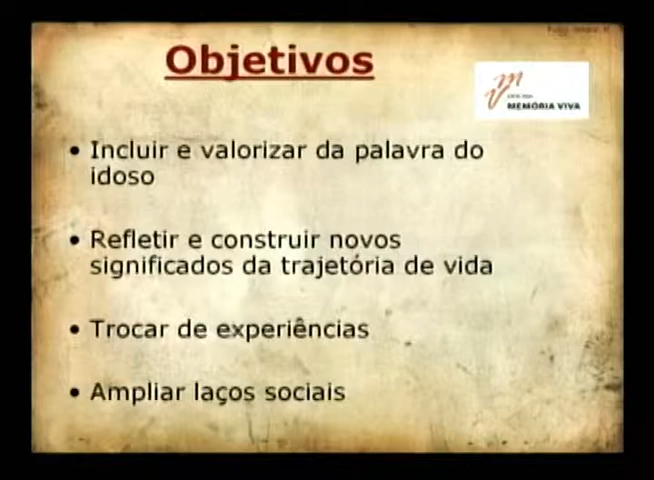 Objetivos
MEMÓRIA VIVA
• Incluir e valorizar da palavra do
idoso
• Refletir e construir novos
significados da trajetória de vida
• Trocar de experiências
• Ampliar laços sociais